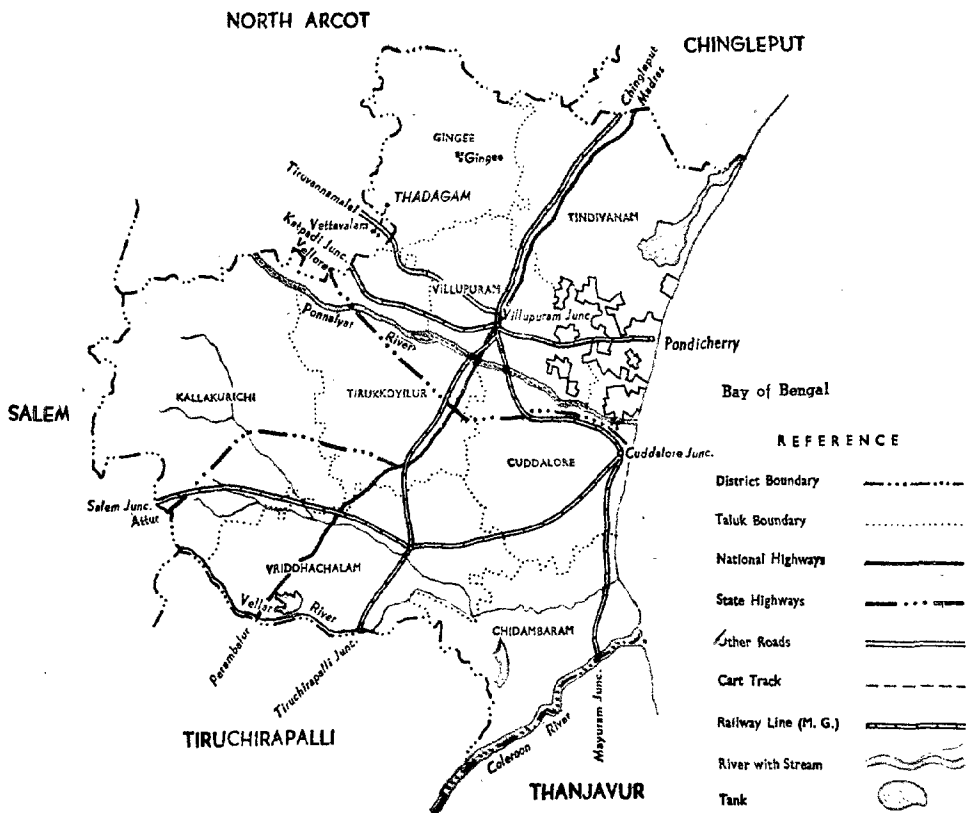 NORTH ARCOT
CHINGLEPUT
Chingleput
Madras
GINGEE
Gingee
Tiruvannamalai
THADAGAM
Vettavalam
TINDIVANAM
Katpadi Junc.
Vellore
VILLUPURAM
Villupuram Junc.
Ponnaiyar
River
Pondicherry
KALLAKURICHI
TIRUKKOYILUR
Bay of Bengal
SALEM
CUDDALORE
Cuddalore Junc.
Salem Junc.
Attur
VRIDDHACHALAM
Vellar
River
CHIDAMBARAM
Perambalur
Tiruchirapalli Junc.
Mayuram Junc.
TIRUCHIRAPALLI
Coleroon River
THANJAVUR
REFERENCE
District Boundary
Taluk Boundary
National Highways
State Highways
Other Roads
Cart Track
Railway Line (M. G.)
River with Stream
Tank